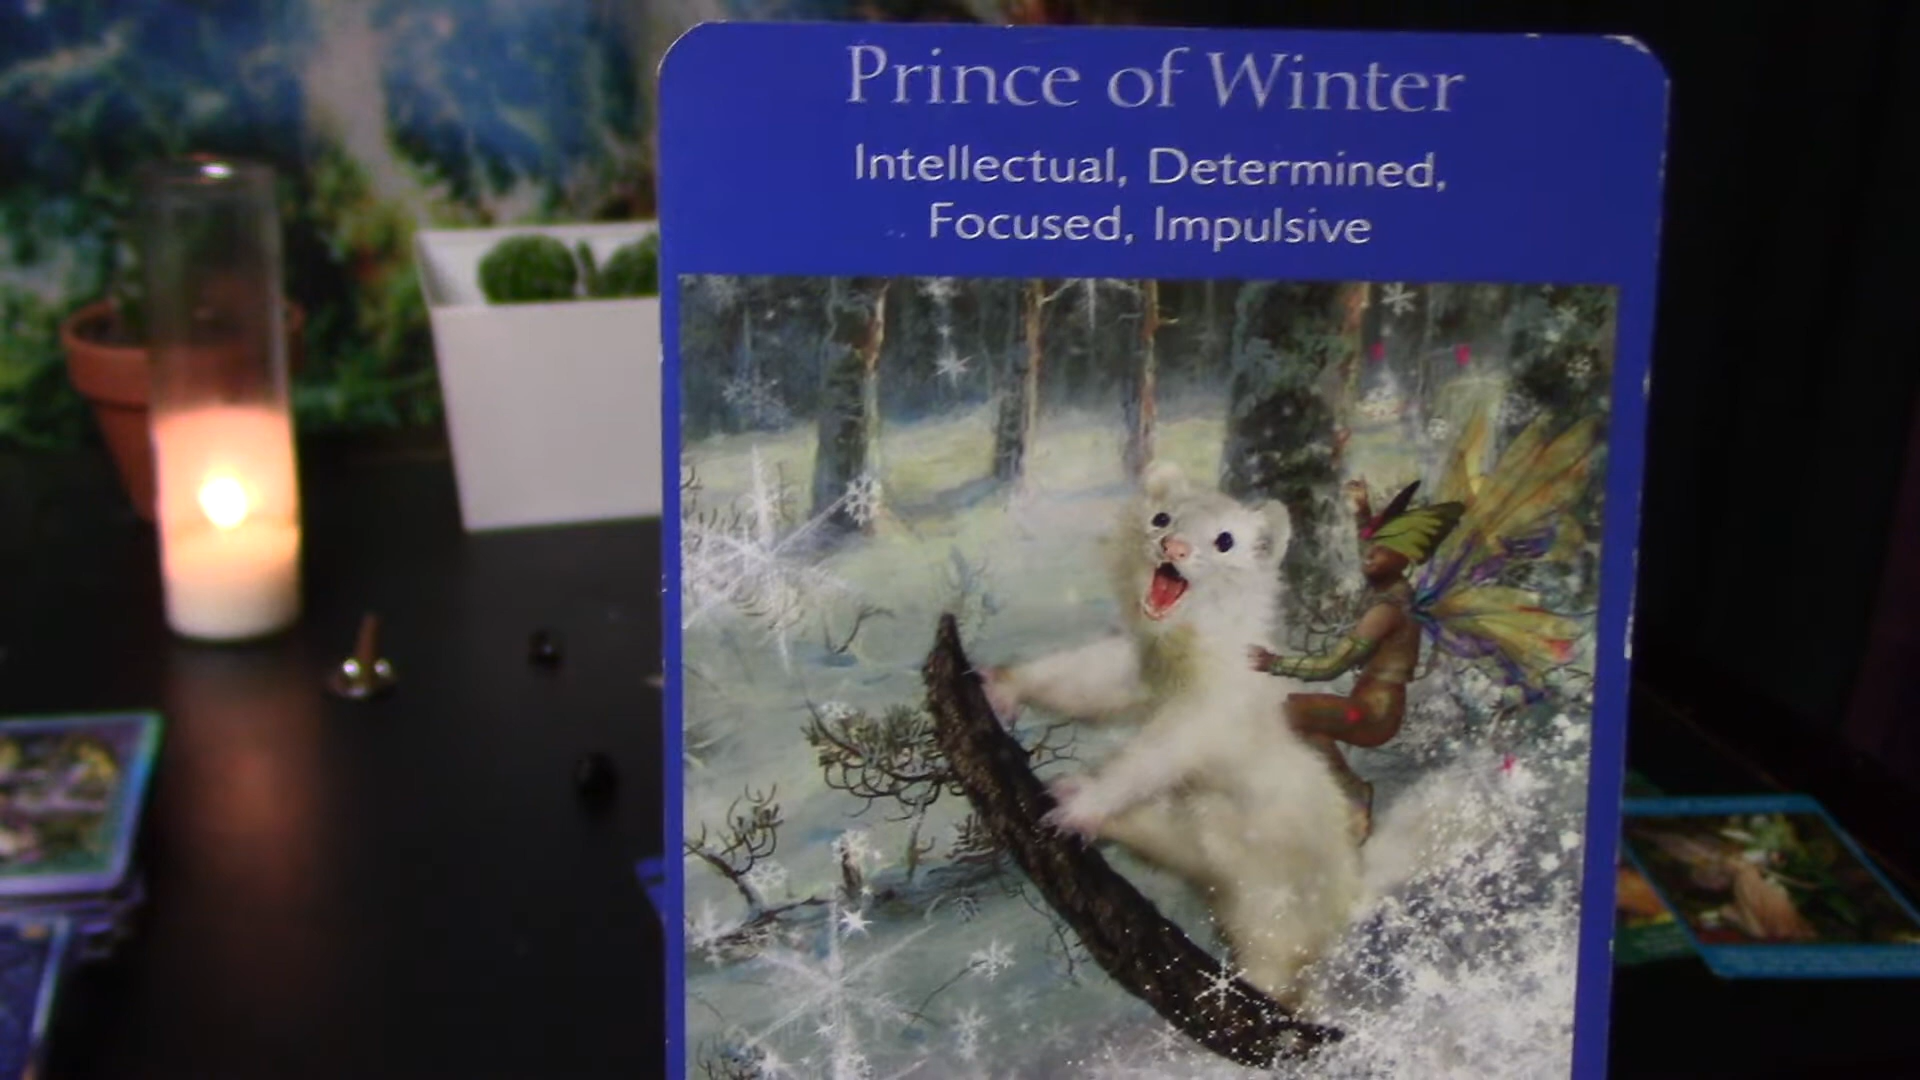 Prince of Winter
Intellectual, Determined,
Focused, Impulsive